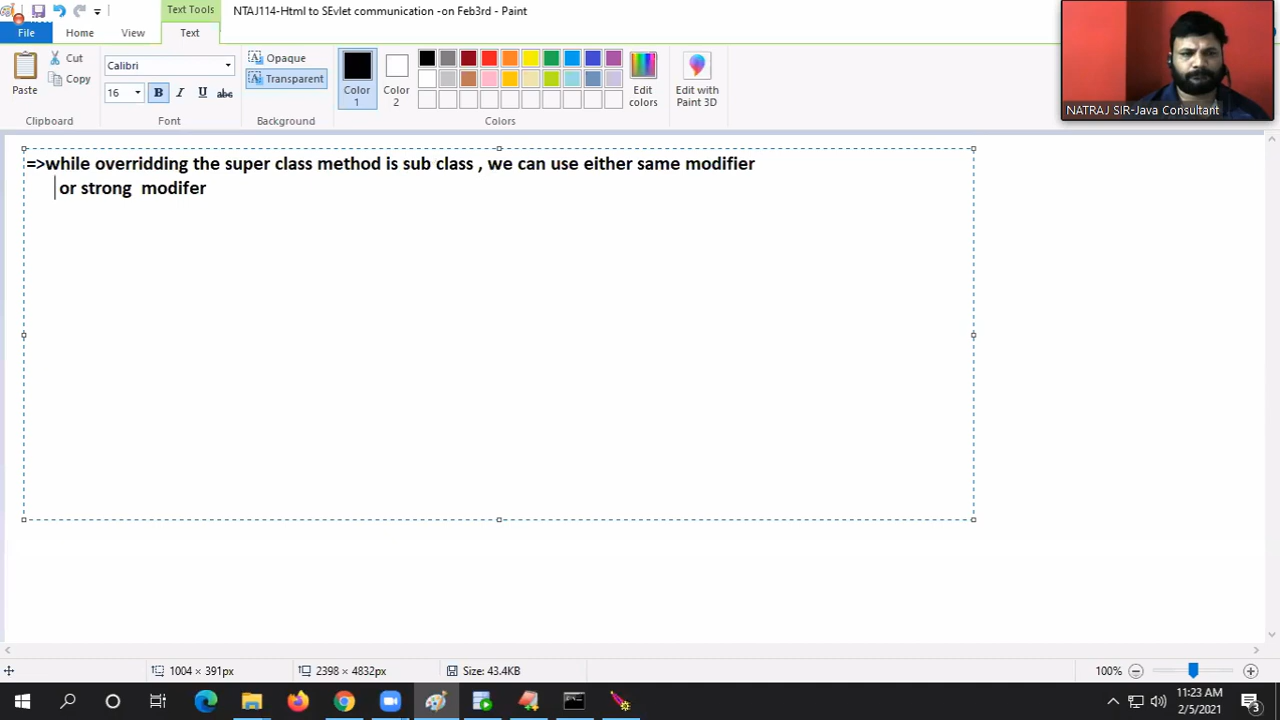 Text Tools
NTAJ114-Html to SEvlet communication -on Feb3rd - Paint
File
Home
View
Text
Paste
Cut
Copy
Clipboard
Calibri
16
B
I
U
abc
Font
Opaque
Transparent
Background
Color 1
Color 2
Edit colors
Colors
Edit with Paint 3D
NATRAJ SIR-Java Consultant
=>while overridding the super class method is sub class , we can use either same modifier
or strong  modifer
1004 × 391px
2398 × 4832px
Size: 43.4KB
100%
11:23 AM
2/5/2021
3